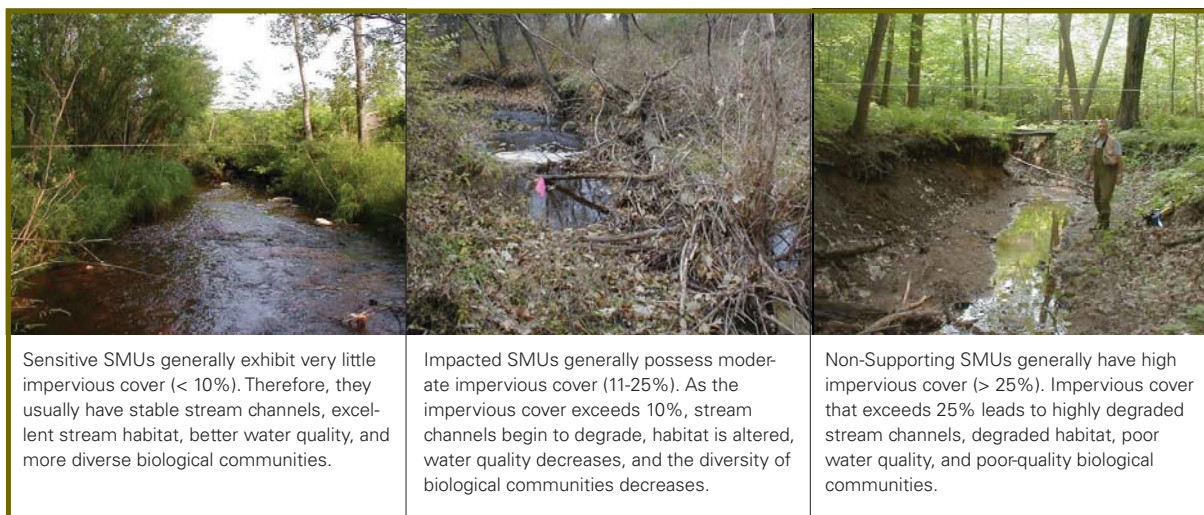 Sensitive SMUs generally exhibit very little
impervious cover (< 10%). Therefore, they
usually have stable stream channels, excel-
lent stream habitat, better water quality, and
more diverse biological communities.
Impacted SMUs generally possess moder-
ate impervious cover (11-25%). As the
impervious cover exceeds 10%, stream
channels begin to degrade, habitat is altered,
water quality decreases, and the diversity of
biological communities decreases.
Non-Supporting SMUs generally have high
impervious cover (> 25%). Impervious cover
that exceeds 25% leads to highly degraded
stream channels, degraded habitat, poor
water quality, and poor-quality biological
communities.